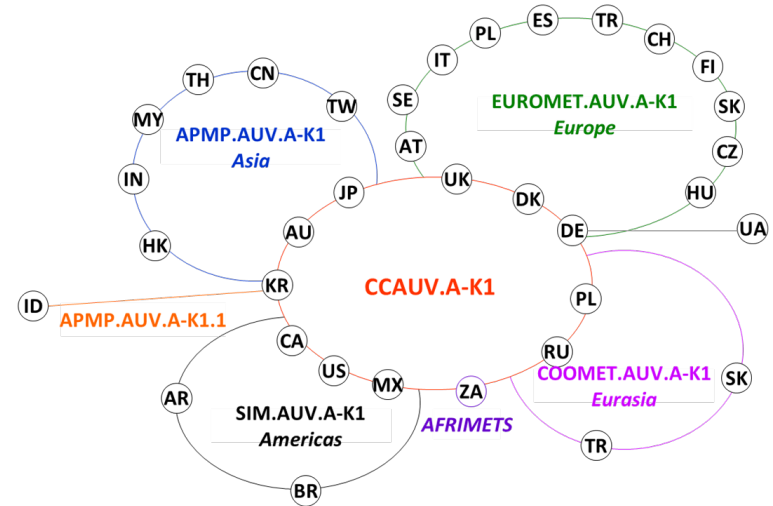 ES
TR
PL
CH
IT
FI
TH
CN
SE
SK
TW
EUROMET.AUV.A-K1
Europe
MY
APMP.AUV.A-K1
Asia
AT
CZ
IN
JP
UK
DK
HU
AU
DE
UA
HK
KR
CCAUV.A-K1
PL
ID
APMP.AUV.A-K1.1
CA
RU
US
MX
ZA
COOMET.AUV.A-K1
Eurasia
SK
AR
SIM.AUV.A-K1
Americas
AFRIMETS
TR
BR